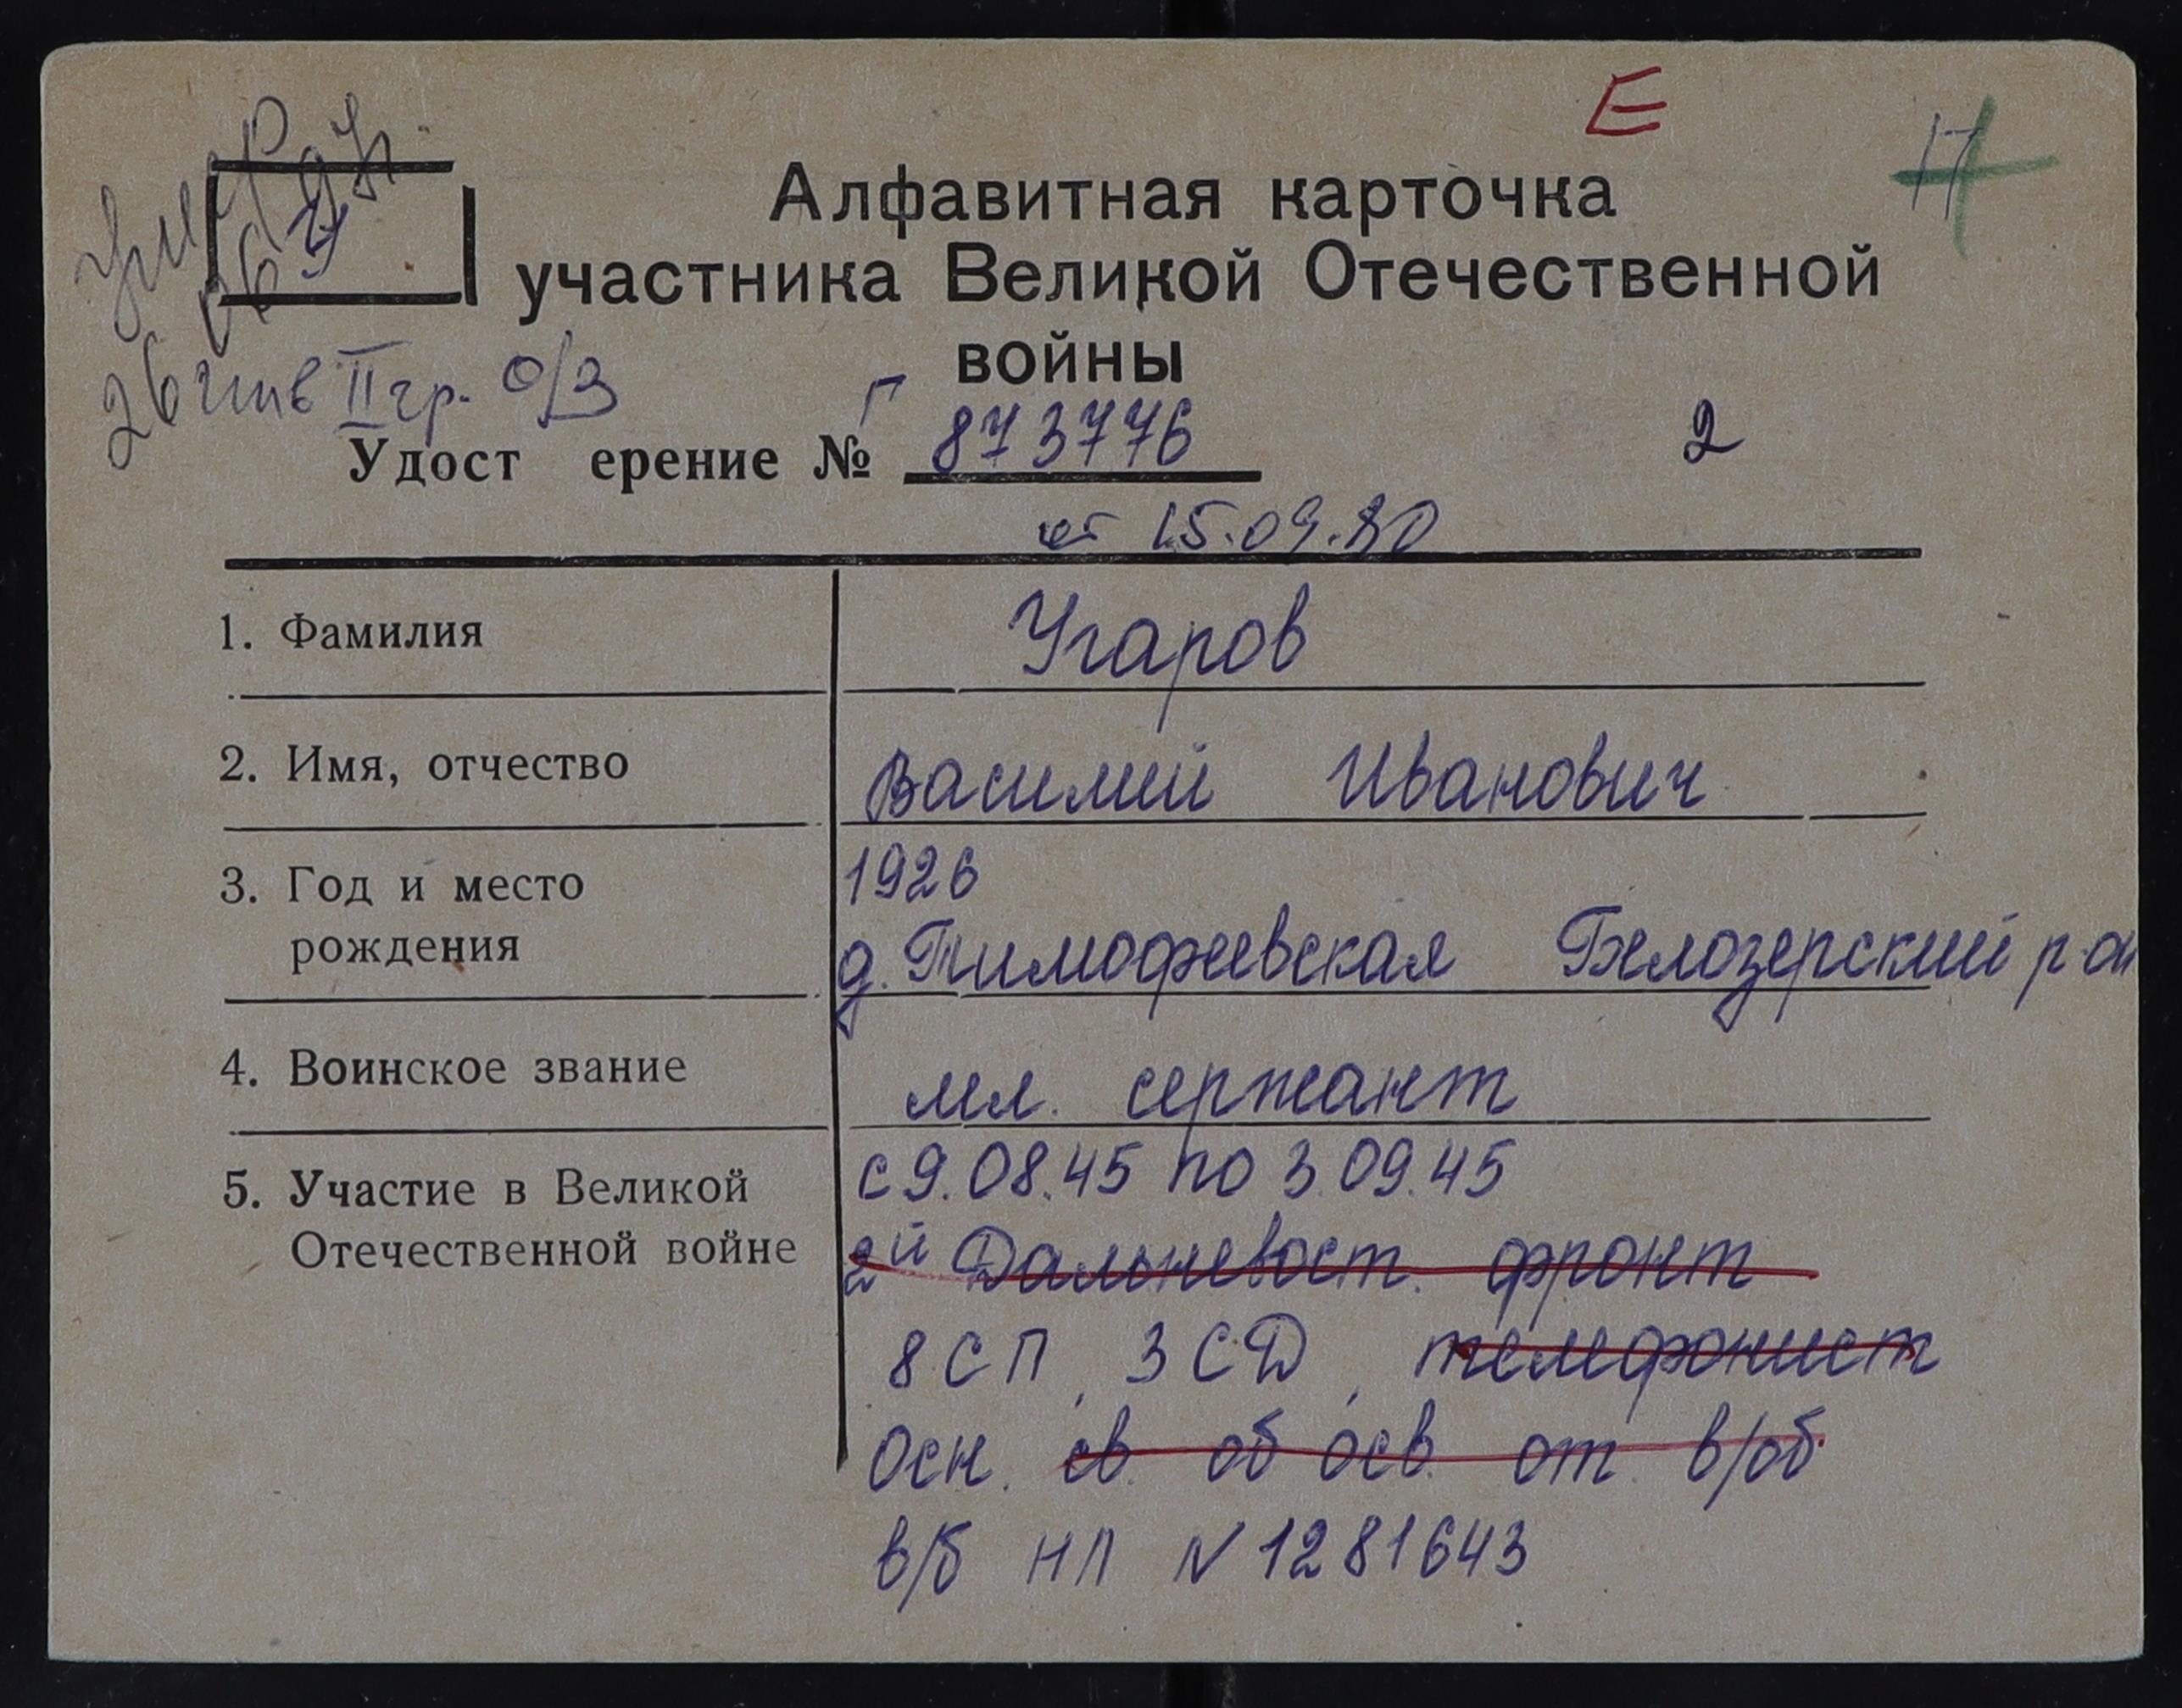 Е
17
Алфавитная карточка
участника Великой Отечественной
войны
умер
26 инв II гр. о/з
Г
Удост ерение № 873776
2
от 15.09.80
1. Фамилия Угаров
2. Имя, отчество Василий Иванович
3. Год и место 1926
рождения д. Тимофеевская Белозерский р-он
4. Воинское звание мл. сержант
с 9.08.45 по 3.09.45
5. Участие в Великой
Отечественной войне 2й Дальневост. фронт
8 СП, 3 СД, телефонист
Осн. св. об осв. от в/об.
в/б НП N 1281643